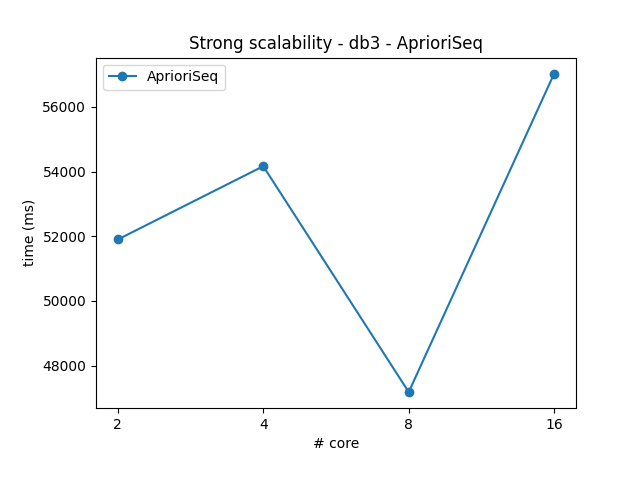 Strong scalability - db3 - AprioriSeq
AprioriSeq
time (ms)
56000
54000
52000
50000
48000
2 4 8 16
# core